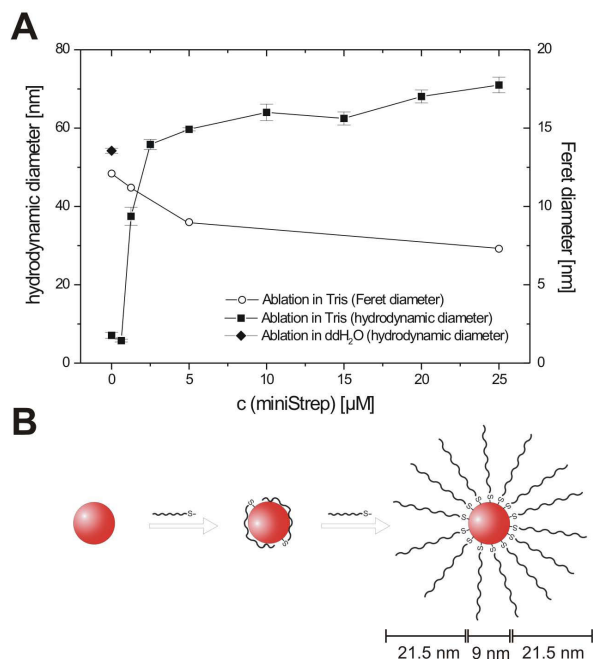 A
80
60
40
20
0
hydrodynamic diameter [nm]
20
15
10
5
0
Feret diameter [nm]
Ablation in Tris (Feret diameter)
Ablation in Tris (hydrodynamic diameter)
Ablation in ddH₂O (hydrodynamic diameter)
0 5 10 15 20 25
c (miniStrep) [µM]
B
S-
S
S
S-
S S S S S S S S S S S S S S
21.5 nm 9 nm 21.5 nm